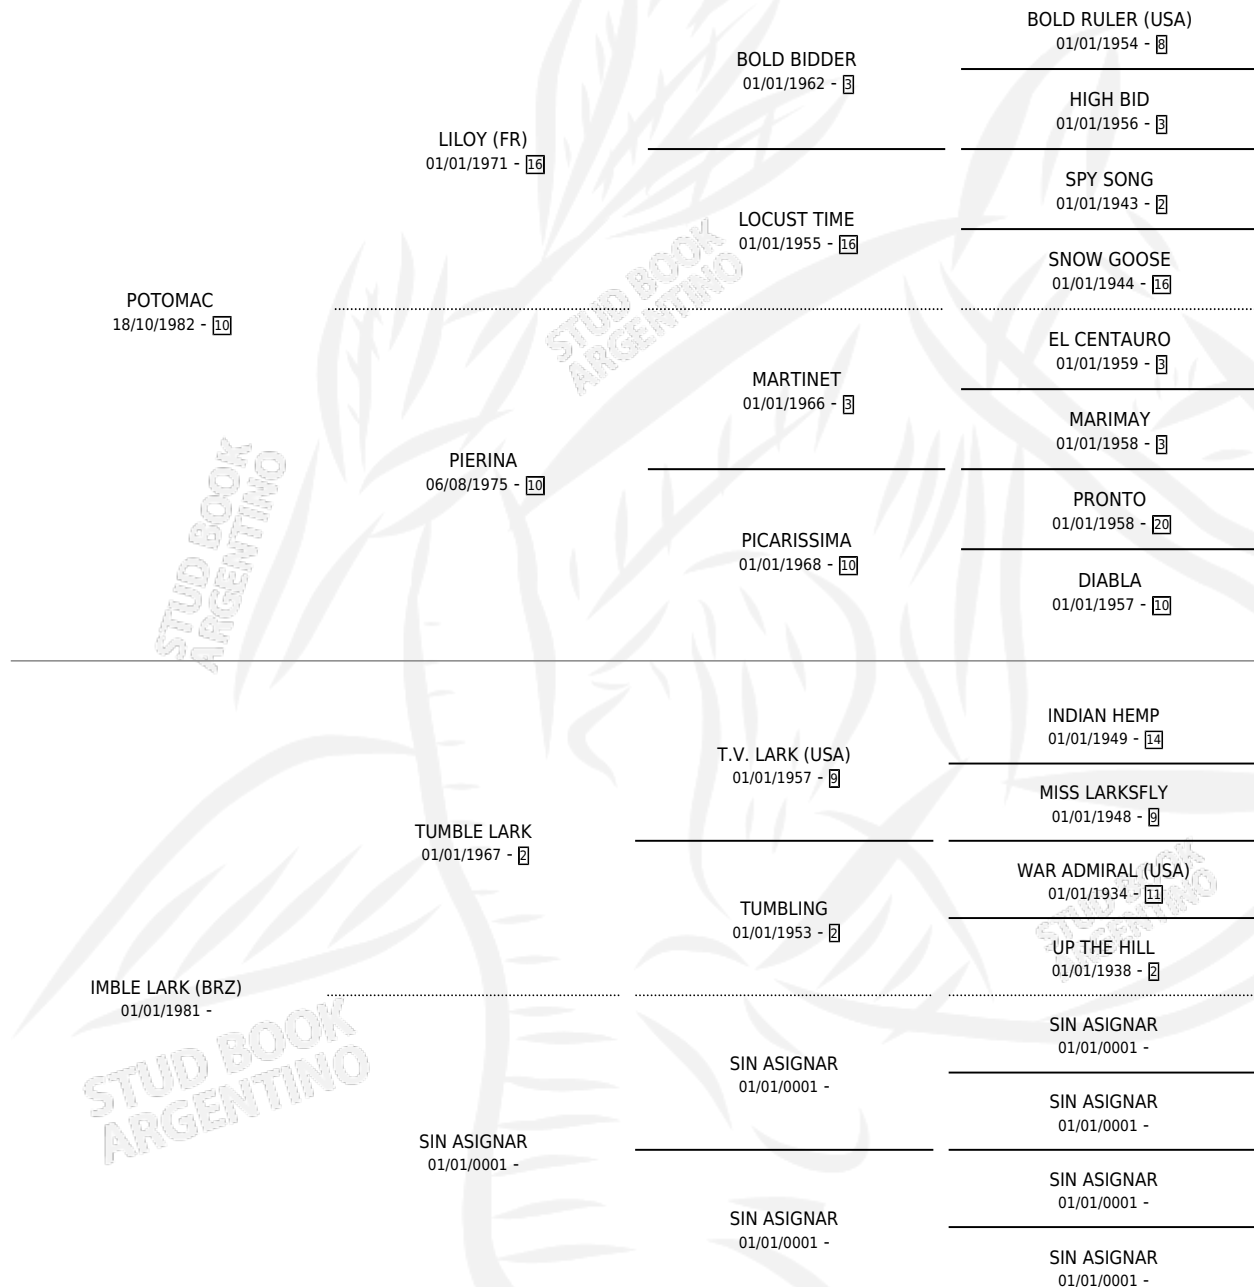 BOLD RULER (USA)
01/01/1954 - 8
BOLD BIDDER
01/01/1962 - 3
HIGH BID
01/01/1956 - 3
LILOY (FR)
01/01/1971 - 16
SPY SONG
01/01/1943 - 2
LOCUST TIME
01/01/1955 - 16
SNOW GOOSE
01/01/1944 - 16
POTOMAC
18/10/1982 - 10
EL CENTAURO
01/01/1959 - 3
MARTINET
01/01/1966 - 3
MARIMAY
01/01/1958 - 3
PIERINA
06/08/1975 - 10
PRONTO
01/01/1958 - 20
PICARISSIMA
01/01/1968 - 10
DIABLA
01/01/1957 - 10
INDIAN HEMP
01/01/1949 - 14
T.V. LARK (USA)
01/01/1957 - 9
MISS LARKSFLY
01/01/1948 - 9
TUMBLE LARK
01/01/1967 - 2
WAR ADMIRAL (USA)
01/01/1934 - 11
TUMBLING
01/01/1953 - 2
UP THE HILL
01/01/1938 - 2
IMBLE LARK (BRZ)
01/01/1981 -
SIN ASIGNAR
01/01/0001 -
SIN ASIGNAR
01/01/0001 -
SIN ASIGNAR
01/01/0001 -
SIN ASIGNAR
01/01/0001 -
SIN ASIGNAR
01/01/0001 -
SIN ASIGNAR
01/01/0001 -
SIN ASIGNAR
01/01/0001 -
STUD BOOK
ARGENTINO
STUD BOOK
ARGENTINO
STUD BOOK
ARGENTINO
STUD BOOK
ARGENTINO